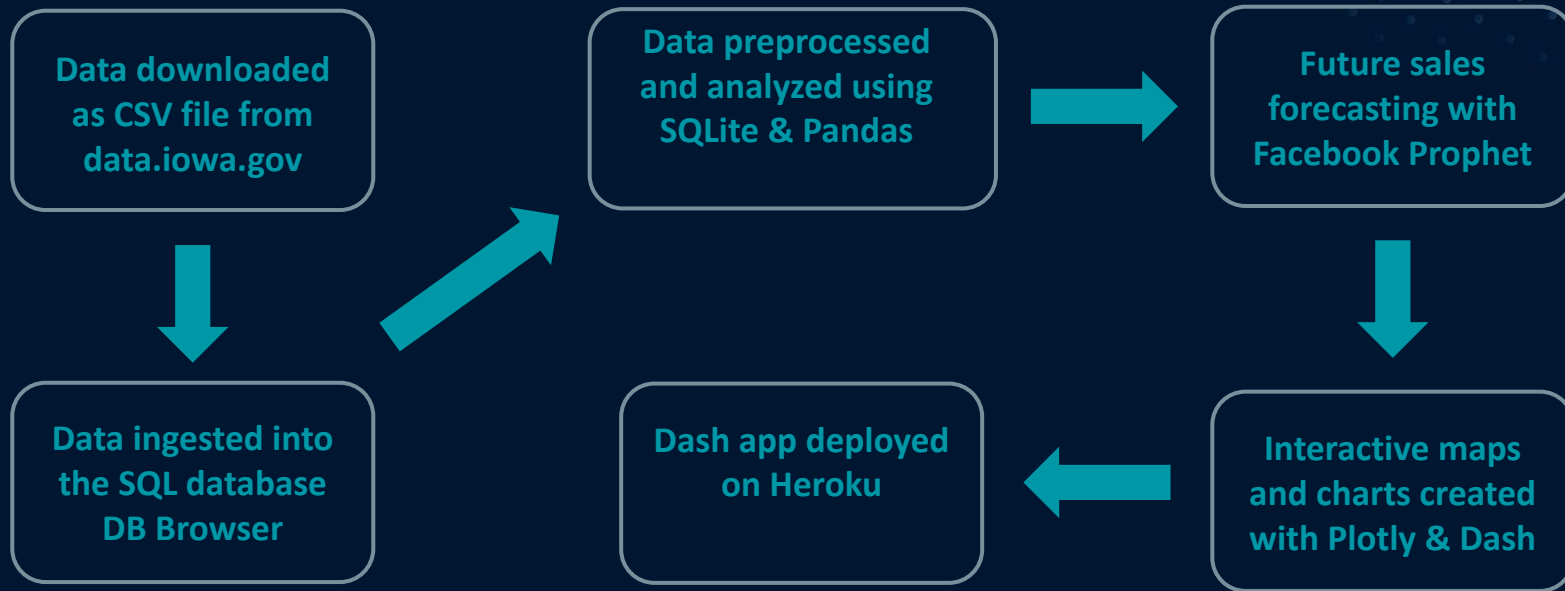 Data downloaded
as CSV file from
data.iowa.gov
Data ingested into
the SQL database
DB Browser
Data preprocessed
and analyzed using
SQLite & Pandas
Future sales
forecasting with
Facebook Prophet
Interactive maps
and charts created
with Plotly & Dash
Dash app deployed
on Heroku